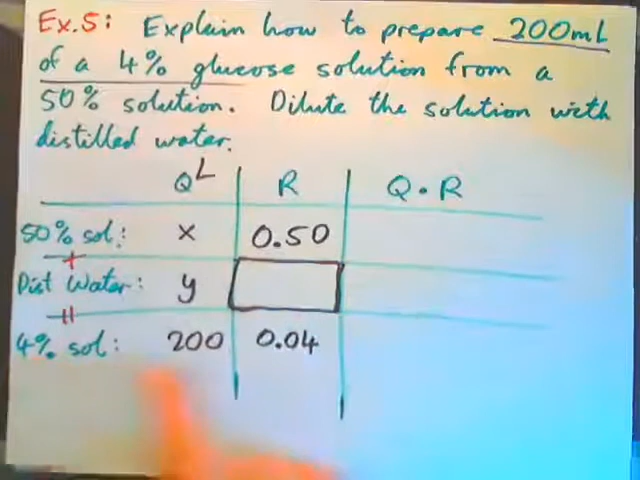 Ex.5: Explain how to prepare 200mL
of a 4% glucose solution from a
50% solution. Dilute the solution with
distilled water.
Q L R Q • R
50% sol: x 0.50
+
Dist Water: y
=
4% sol: 200 0.04